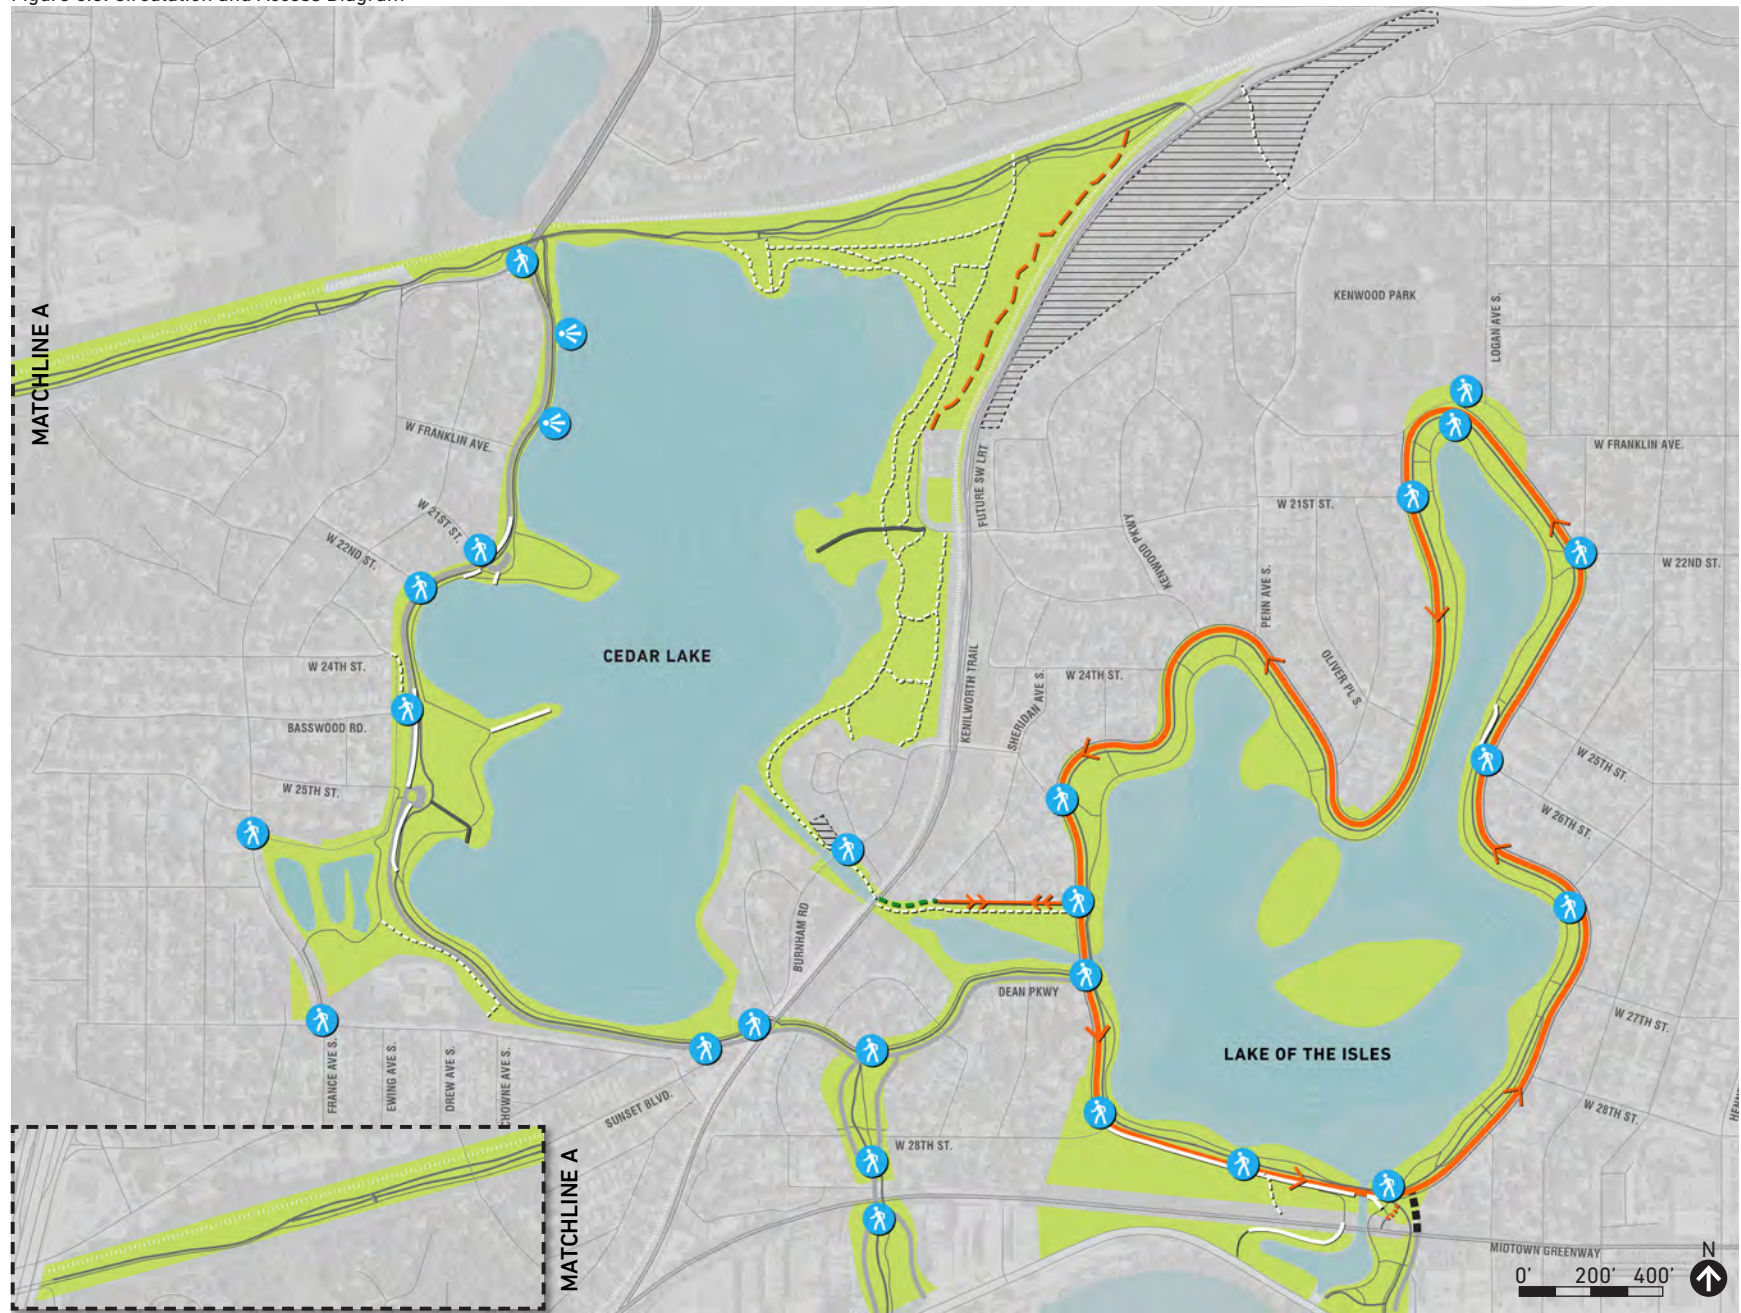 MATCHLINE A
KENWOOD PARK
LOGAN AVE S.
W FRANKLIN AVE.
W FRANKLIN AVE.
FUTURE SW LRT
W 21ST ST.
W 21ST ST.
W 22ND ST.
KENWOOD PKWY
W 22ND ST.
PENN AVE S.
CEDAR LAKE
W 24TH ST.
KENILWORTH TRAIL
W 24TH ST.
OLIVER PL S.
SHERIDAN AVE S.
BASSWOOD RD.
W 25TH ST.
W 25TH ST.
W 26TH ST.
BURNHAM RD
DEAN PKWY
W 27TH ST.
LAKE OF THE ISLES
FRANCE AVE S.
EWING AVE S.
DREW AVE S.
CHOWNE AVE S.
SUNSET BLVD.
W 28TH ST.
W 28TH ST.
MATCHLINE A
MIDTOWN GREENWAY
N
0' 200' 400'